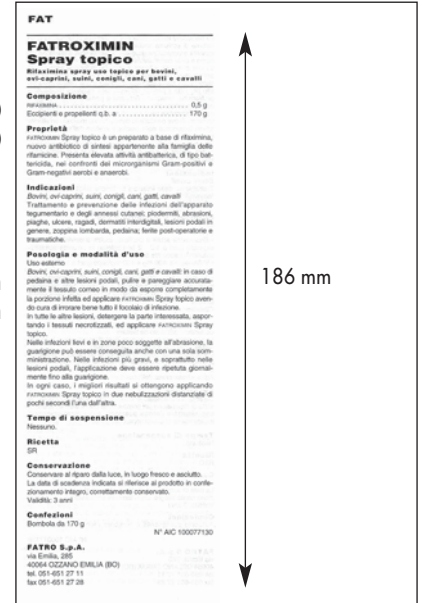 FAT
FATROXIMIN
Spray topico
Rifaximina spray uso topico per bovini,
ovi-caprini, suini, conigli, cani, gatti e cavalli
Composizione
RIFAXIMINA .......................................... 0,5 g
Eccipienti e propellenti q.b. a .................... 170 g
Proprietà
FATROXIMIN Spray topico è un preparato a base di rifaximina,
nuovo antibiotico di sintesi appartenente alla famiglia delle
rifamicine. Presenta elevata attività antibatterica, di tipo bat-
tericida, nei confronti dei microrganismi Gram-positivi e
Gram-negativi aerobi e anaerobi.
Indicazioni
Bovini, ovi-caprini, suini, conigli, cani, gatti, cavalli
Trattamento e prevenzione delle infezioni dell'apparato
tegumentario e degli annessi cutanei; piodermiti, abrasioni,
piaghe, ulcere, ragadi, dermatiti interdigitali, lesioni podali in
genere, zoppina lombarda, pedaina; ferite post-operatorie e
traumatiche.
Posologia e modalità d'uso
Uso esterno
Bovini, ovi-caprini, suini, conigli, cani, gatti e cavalli: in caso di
pedaina e altre lesioni podali, pulire e pareggiare accurata-
mente il tessuto corneo in modo da esporre completamente
la porzione infetta ed applicare FATROXIMIN Spray topico aven-
do cura di irrorare bene tutto il focolaio di infezione.
In tutte le altre lesioni, detergere la parte interessata, aspor-
tando i tessuti necrotizzati, ed applicare FATROXIMIN Spray
topico.
Nelle infezioni lievi e in zone poco soggette all'abrasione, la
guarigione può essere conseguita anche con una sola som-
ministrazione. Nelle infezioni più gravi, e soprattutto nelle
lesioni podali, l'applicazione deve essere ripetuta giornal-
mente fino alla guarigione.
In ogni caso, i migliori risultati si ottengono applicando
FATROXIMIN Spray topico in due nebulizzazioni distanziate di
pochi secondi l'una dall'altra.
Tempo di sospensione
Nessuno.
Ricetta
SR
Conservazione
Conservare al riparo dalla luce, in luogo fresco e asciutto.
La data di scadenza indicata si riferisce al prodotto in confe-
zionamento integro, correttamente conservato.
Validità: 3 anni
Confezioni
Bombola da 170 g
N° AIC 100077130
FATRO S.p.A.
via Emilia, 285
40064 OZZANO EMILIA (BO)
tel. 051-651 27 11
fax 051-651 27 28
186 mm